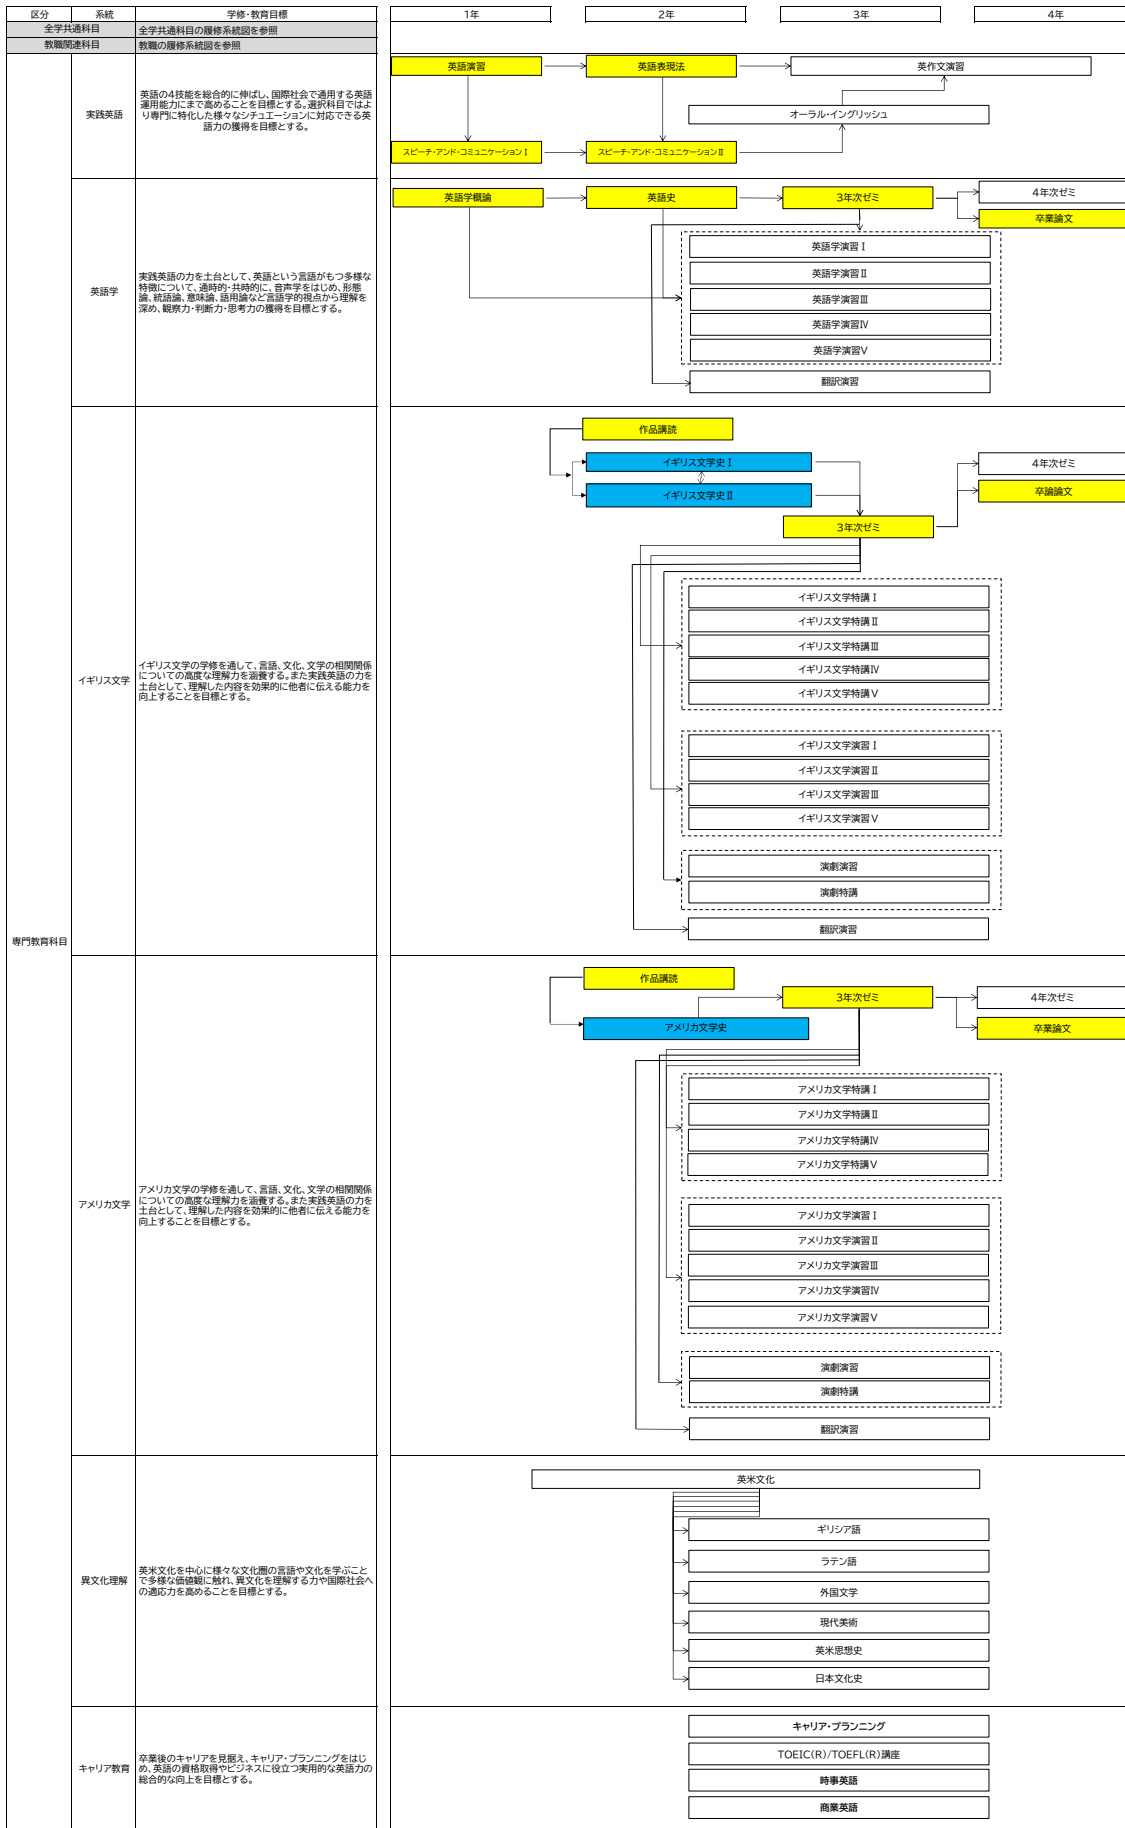 区分 系統 学修・教育目標 1年 2年 3年 4年
全学共通科目 全学共通科目の履修系統図を参照
教職関連科目 教職の履修系統図を参照
専門教育科目
実践英語
英語の4技能を総合的に伸ばし、国際社会で通用する英語
運用能力にまで高めることを目標とする。選択科目ではよ
り専門に特化した様々なシチュエーションに対応できる英
語力の獲得を目標とする。
英語演習 英語表現法 英作文演習
オーラル・イングリッシュ
スピーチ・アンド・コミュニケーションⅠ スピーチ・アンド・コミュニケーションⅡ
英語学
実践英語の力を土台として、英語という言語がもつ多様な
特徴について、通時的・共時的に、音声学をはじめ、形態
論、統語論、意味論、語用論など言語学的視点から理解を
深め、観察力・判断力・思考力の獲得を目標とする。
英語学概論 英語史 3年次ゼミ 4年次ゼミ
卒業論文
英語学演習Ⅰ
英語学演習Ⅱ
英語学演習Ⅲ
英語学演習Ⅳ
英語学演習Ⅴ
翻訳演習
イギリス文学
イギリス文学の学修を通して、言語、文化、文学の相関関係
についての高度な理解力を涵養する。また実践英語の力を
土台として、理解した内容を効果的に他者に伝える能力を
向上することを目標とする。
作品講読
イギリス文学史Ⅰ 4年次ゼミ
イギリス文学史Ⅱ 卒論論文
3年次ゼミ
イギリス文学特講Ⅰ
イギリス文学特講Ⅱ
イギリス文学特講Ⅲ
イギリス文学特講Ⅳ
イギリス文学特講Ⅴ
イギリス文学演習Ⅰ
イギリス文学演習Ⅱ
イギリス文学演習Ⅲ
イギリス文学演習Ⅴ
演劇演習
演劇特講
翻訳演習
アメリカ文学
アメリカ文学の学修を通して、言語、文化、文学の相関関係
についての高度な理解力を涵養する。また実践英語の力を
土台として、理解した内容を効果的に他者に伝える能力を
向上することを目標とする。
作品講読
3年次ゼミ 4年次ゼミ
アメリカ文学史 卒業論文
アメリカ文学特講Ⅰ
アメリカ文学特講Ⅱ
アメリカ文学特講Ⅳ
アメリカ文学特講Ⅴ
アメリカ文学演習Ⅰ
アメリカ文学演習Ⅱ
アメリカ文学演習Ⅲ
アメリカ文学演習Ⅳ
アメリカ文学演習Ⅴ
演劇演習
演劇特講
翻訳演習
異文化理解
英米文化を中心に様々な文化圏の言語や文化を学ぶこと
で多様な価値観に触れ、異文化を理解する力や国際社会へ
の適応力を高めることを目標とする。
英米文化
ギリシア語
ラテン語
外国文学
現代美術
英米思想史
日本文化史
キャリア教育
卒業後のキャリアを見据え、キャリア・プランニングをはじ
め、英語の資格取得やビジネスに役立つ実用的な英語力の
総合的な向上を目標とする。
キャリア・プランニング
TOEIC(R)/TOEFL(R)講座
時事英語
商業英語